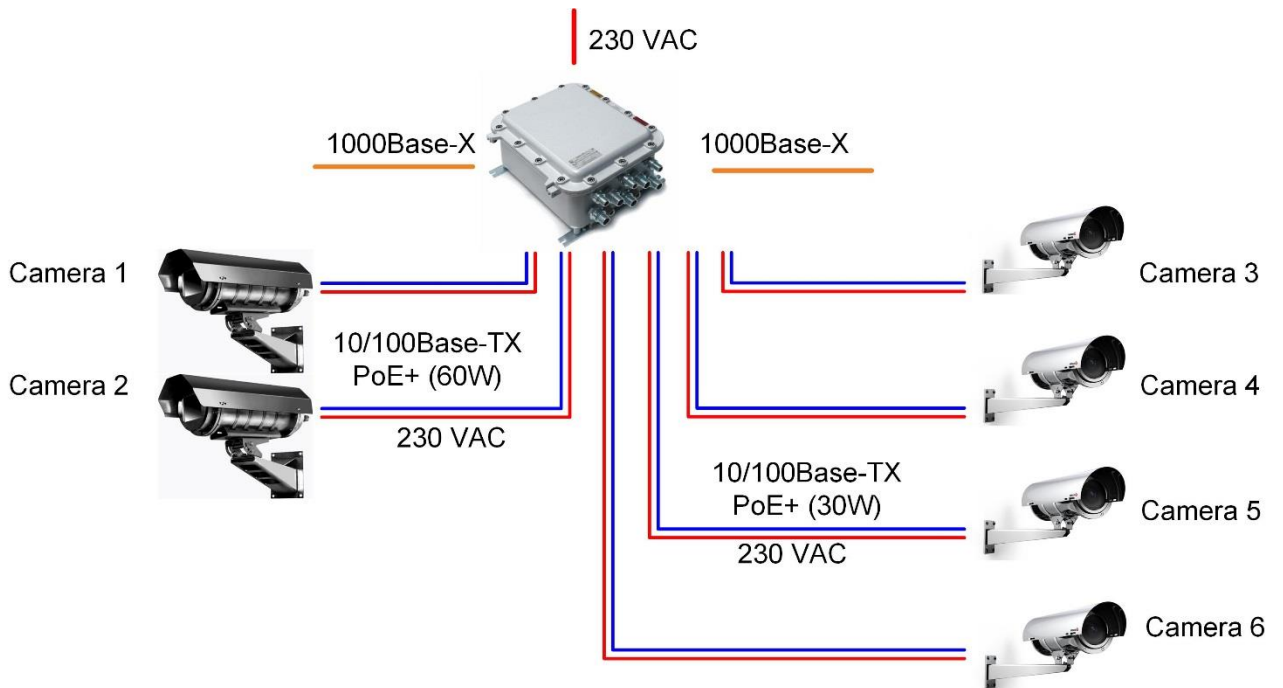 230 VAC
1000Base-X
1000Base-X
Camera 1
Camera 3
10/100Base-TX
PoE+ (60W)
Camera 2
Camera 4
230 VAC
10/100Base-TX
PoE+ (30W)
Camera 5
230 VAC
Camera 6